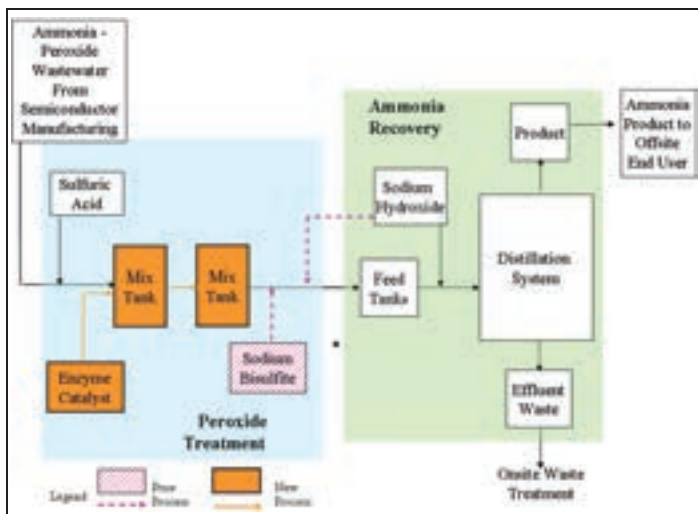 Ammonia -
Peroxide
Wastewater
From
Semiconductor
Manufacturing
Sulfuric
Acid
Mix
Tank
Mix
Tank
Enzyme
Catalyst
Sodium
Bisulfite
Peroxide
Treatment
Ammonia
Recovery
Sodium
Hydroxide
Feed
Tanks
Product
Distillation
System
Effluent
Waste
Ammonia
Product to
Offsite
End User
Onsite Waste
Treatment
Legend
Prior
Process
New
Process